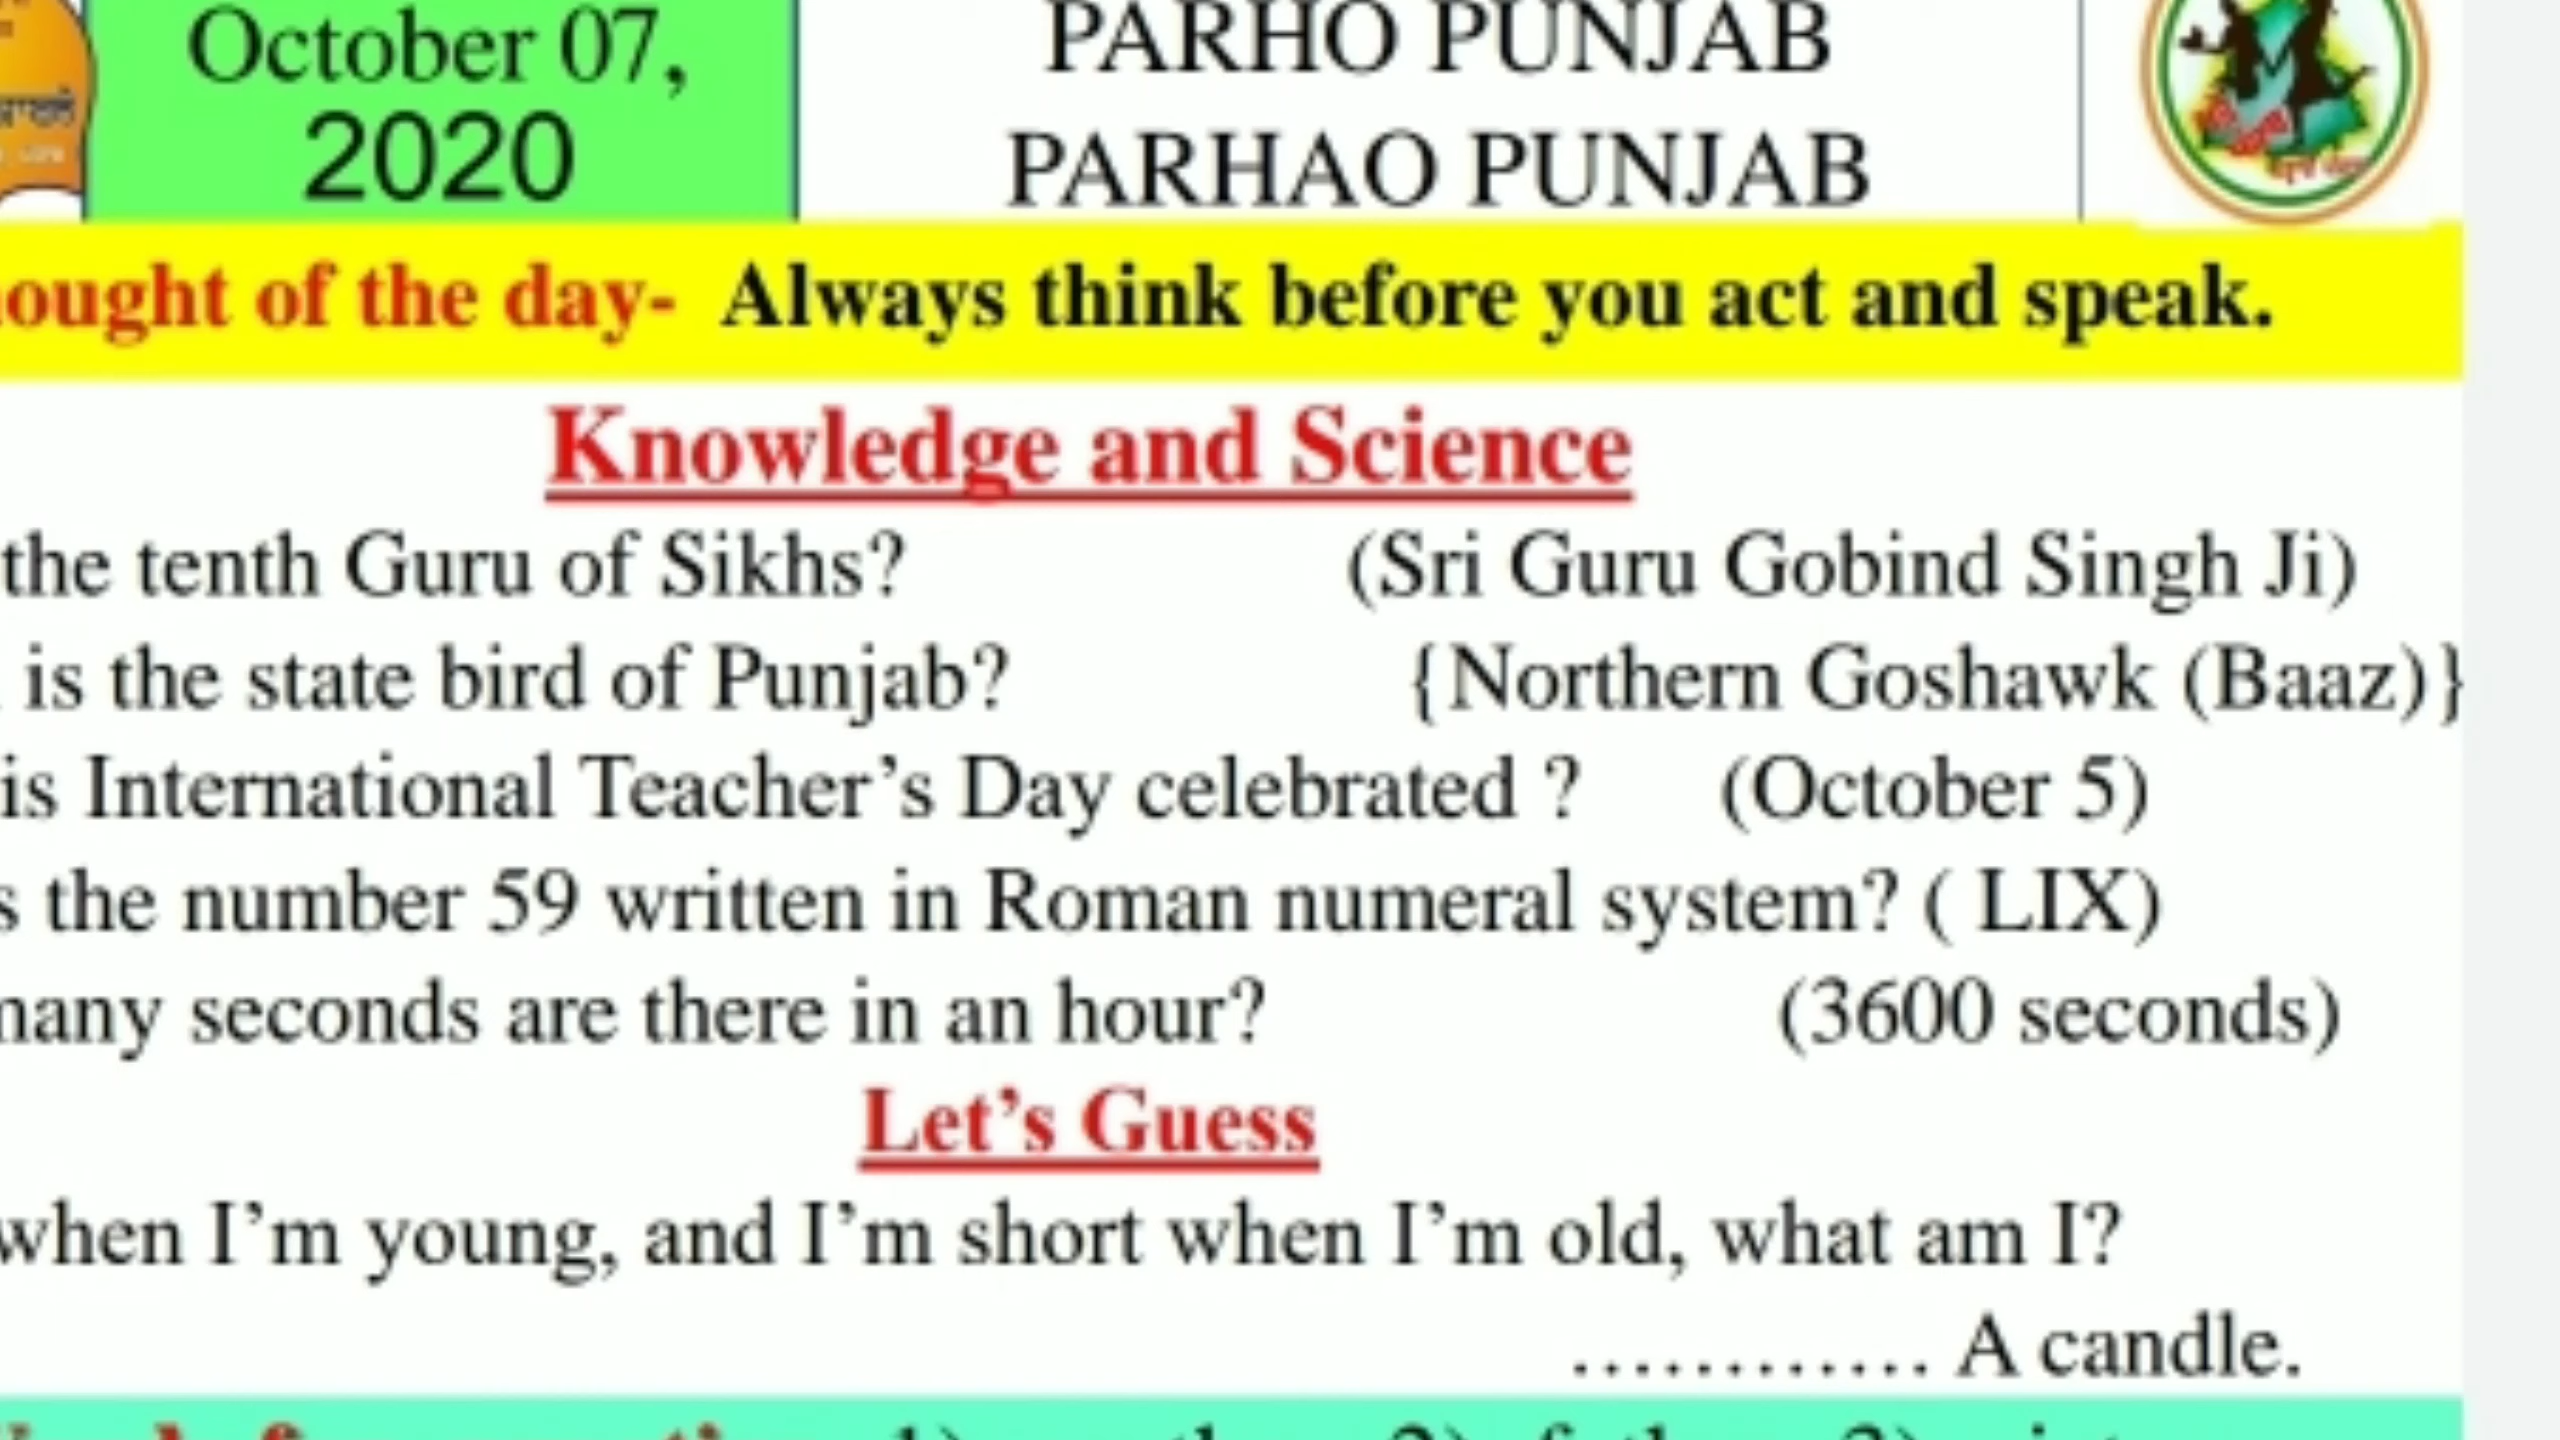 October 07,
2020
PARHO PUNJAB
PARHAO PUNJAB
of the day- Always think before you act and speak.
Knowledge and Science
the tenth Guru of Sikhs? (Sri Guru Gobind Singh Ji)
is the state bird of Punjab? {Northern Goshawk (Baaz)}
is International Teacher’s Day celebrated ? (October 5)
the number 59 written in Roman numeral system? ( LIX)
many seconds are there in an hour? (3600 seconds)
Let’s Guess
when I’m young, and I’m short when I’m old, what am I?
............ A candle.